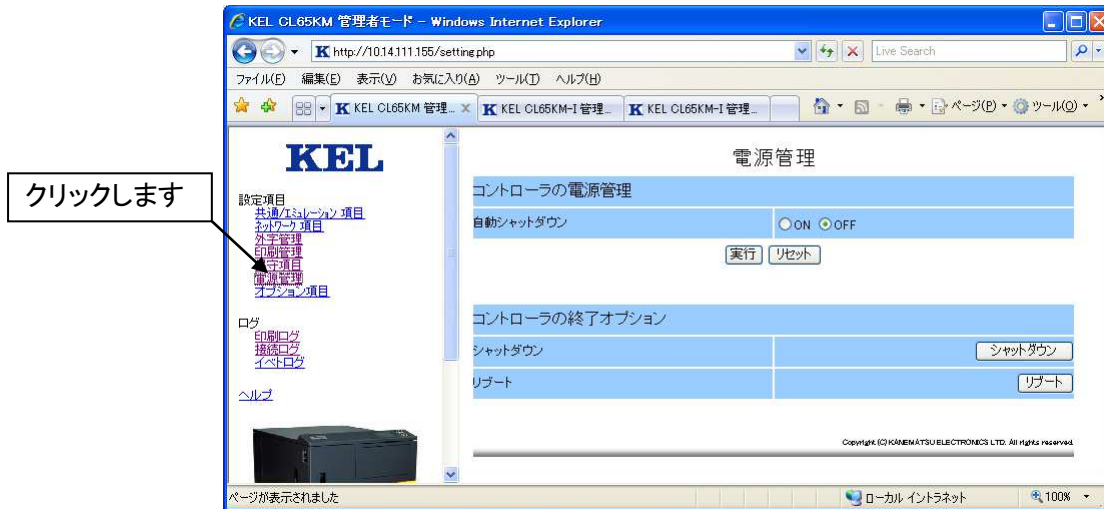 KEL CL65KM 管理者モード - Windows Internet Explorer
http://10.14.111.155/setting.php
Live Search
ファイル(F) 編集(E) 表示(V) お気に入り(A) ツール(T) ヘルプ(H)
KEL CL65KM 管理... KEL CL65KM-I 管理... KEL CL65KM-I 管理... ページ(P) ツール(O)
クリックします
KEL
設定項目
共通/エミュレーション 項目
ネットワーク 項目
外字管理
印刷管理
守項目
電源管理
オプション項目
ログ
印刷ログ
接続ログ
イベトログ
ヘルプ
電源管理
コントローラの電源管理
自動シャットダウン ON OFF
実行 リセット
コントローラの終了オプション
シャットダウン シャットダウン
リブート リブート
Copyright (C) KANEMATSU ELECTRONICS LTD. All rights reserved.
ページが表示されました ローカル イントラネット 100%